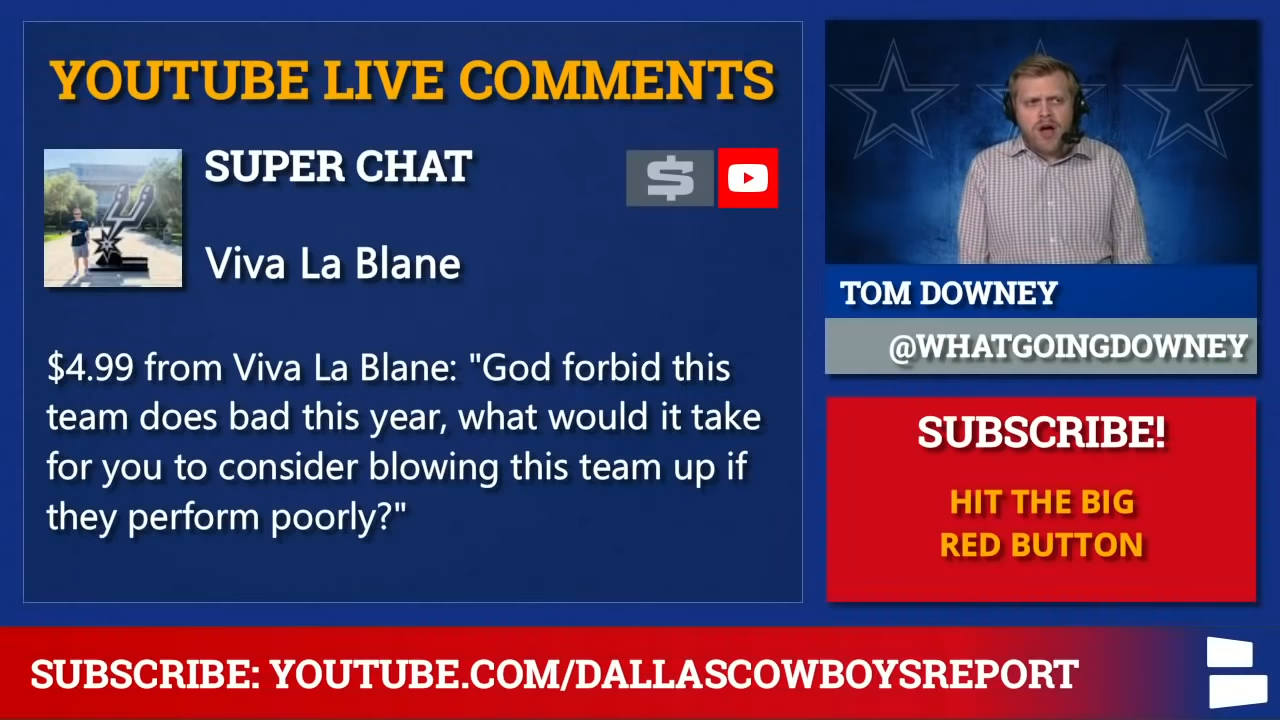 YOUTUBE LIVE COMMENTS
SUPER CHAT
$
Viva La Blane
$4.99 from Viva La Blane: "God forbid this
team does bad this year, what would it take
for you to consider blowing this team up if
they perform poorly?"
TOM DOWNEY
@WHATGOINGDOWNEY
SUBSCRIBE!
HIT THE BIG
RED BUTTON
SUBSCRIBE: YOUTUBE.COM/DALLASCOWBOYSREPORT